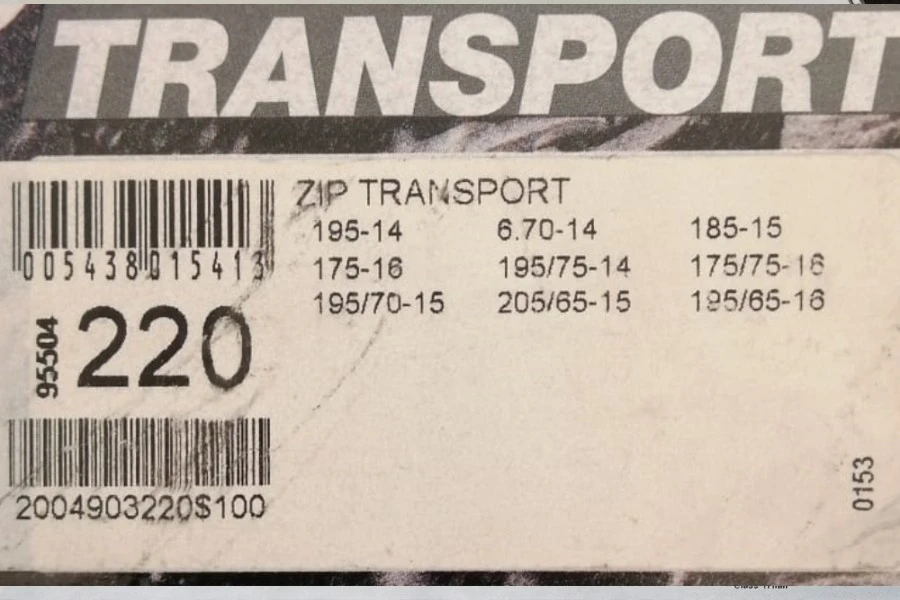 TRANSPORT
ZIP TRANSPORT
195-14 6.70-14 185-15
175-16 195/75-14 175/75-16
195/70-15 205/65-15 195/65-16
005438015413
95504
220
2004903220$100
0153